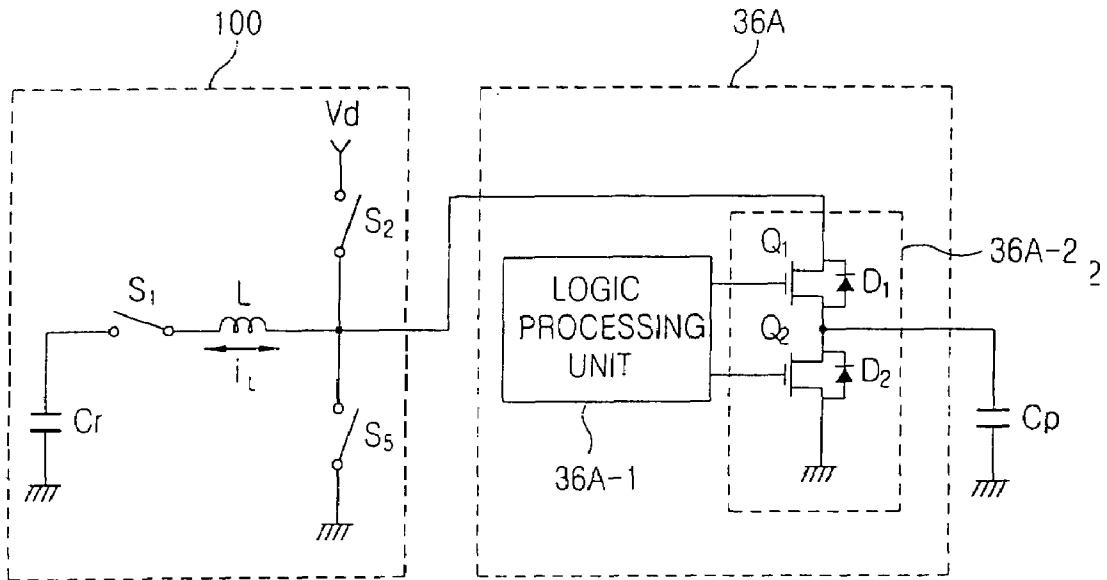 100
36A
Vd
S2
S1
L
iL
Cr
S5
LOGIC
PROCESSING
UNIT
36A-1
Q1
D1
Q2
D2
36A-2
2
Cp